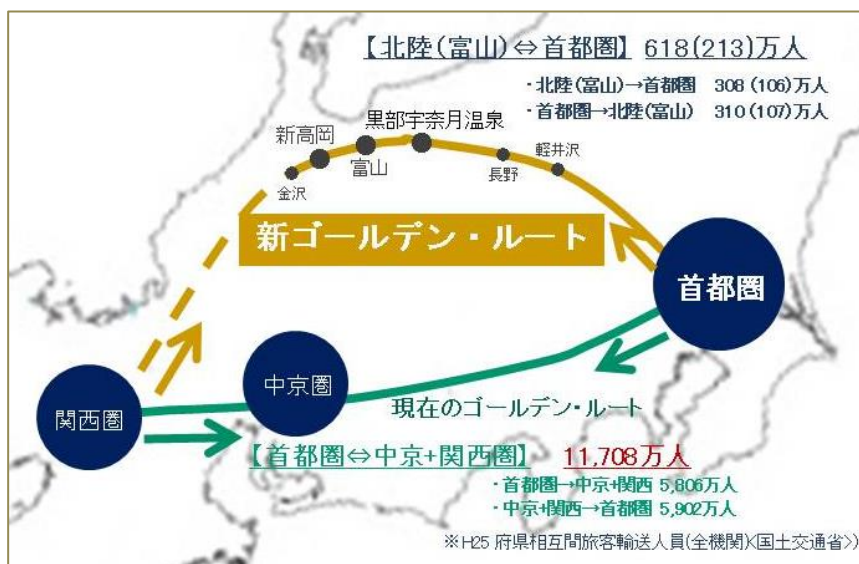 【北陸(富山)⇔首都圏】 618(213)万人
・北陸(富山)→首都圏 308(106)万人
・首都圏→北陸(富山) 310(107)万人
黒部宇奈月温泉
新高岡
富山
金沢
長野
軽井沢
新ゴールデン・ルート
首都圏
中京圏
関西圏
現在のゴールデン・ルート
【首都圏⇔中京+関西圏】 11,708万人
・首都圏→中京+関西 5,806万人
・中京+関西→首都圏 5,902万人
※H25 府県相互間旅客輸送人員(全機関)<国土交通省>)